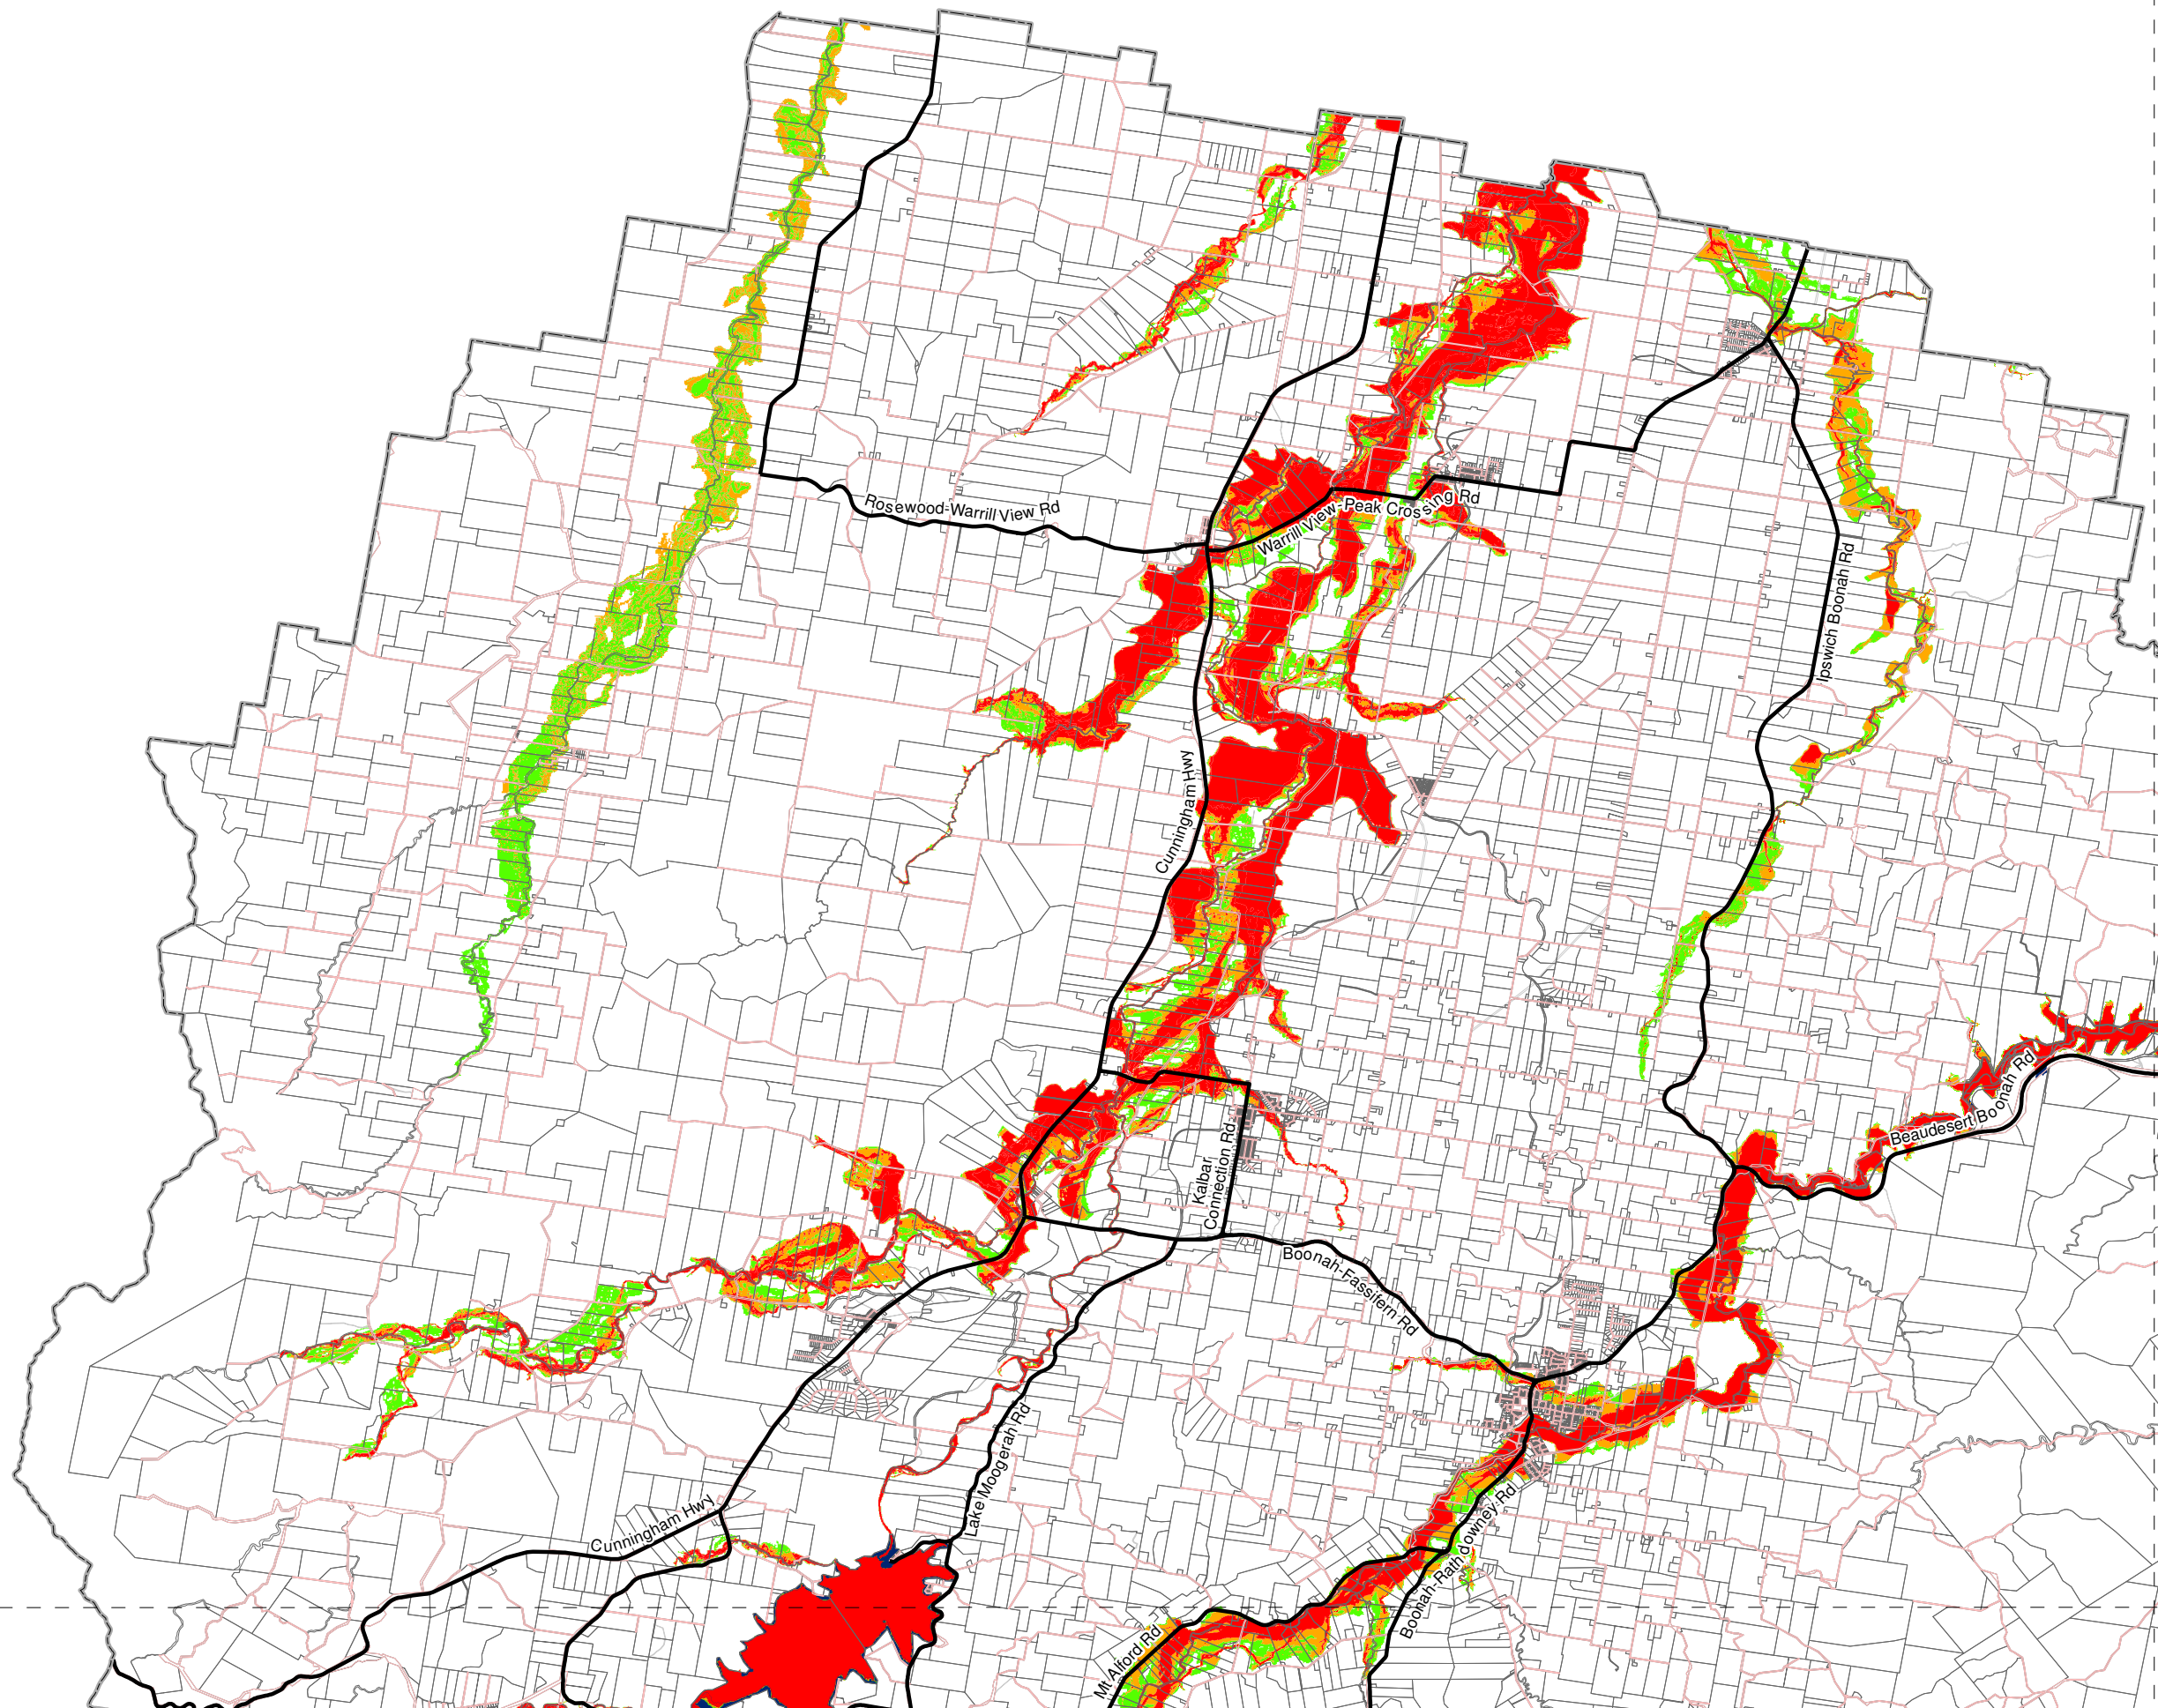 Rosewood-Warrill View Rd
Warrill View-Peak Crossing Rd
Ipswich Boonah Rd
Cunningham Hwy
Beaudesert Boonah Rd
Kalbar
Connection Rd
Boonah-Fassifern Rd
Lake Moogerah Rd
Cunningham Hwy
Boonah-Rathdowney Rd
Mt Alford Rd